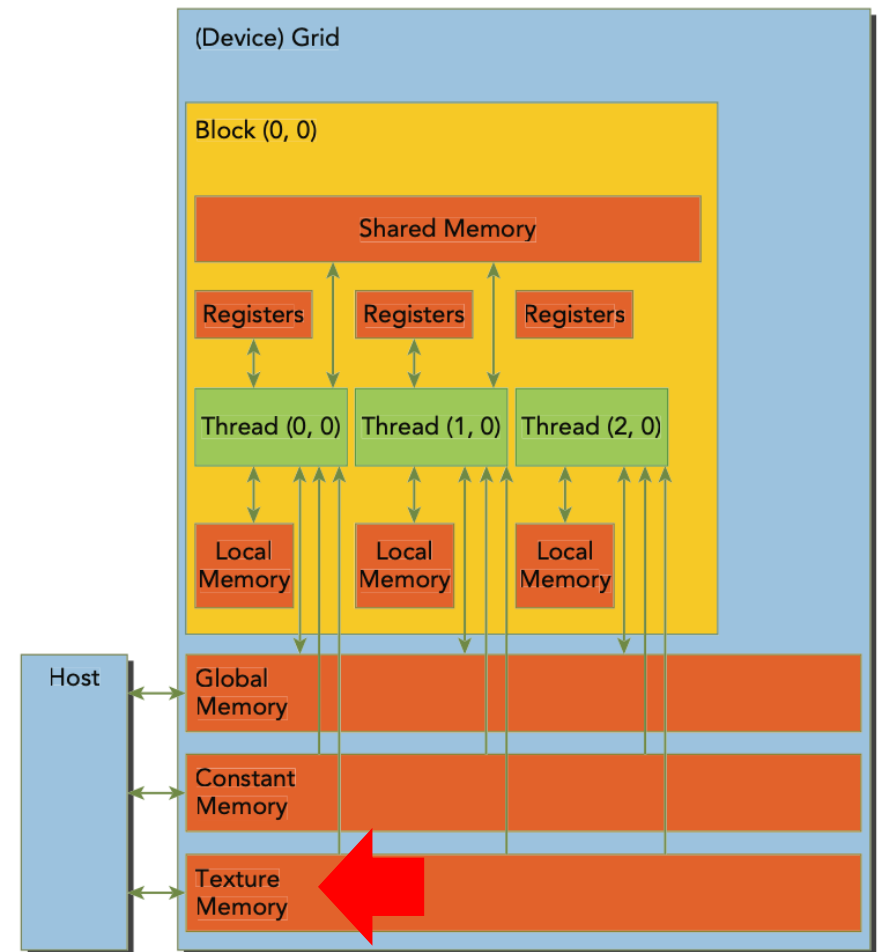 (Device) Grid
Block (0, 0)
Shared Memory
Registers
Registers
Registers
Thread (0, 0)
Thread (1, 0)
Thread (2, 0)
Local
Memory
Local
Memory
Local
Memory
Host
Global
Memory
Constant
Memory
Texture
Memory